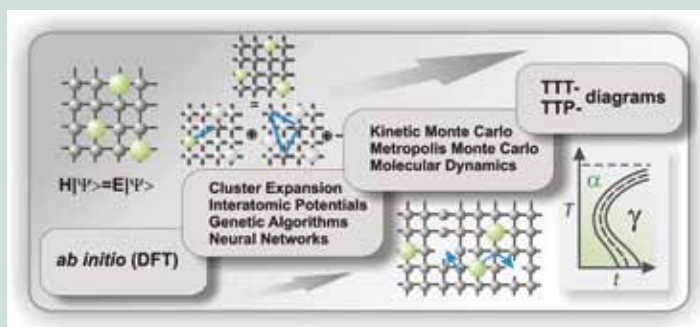 H|Ψ>=E|Ψ>
ab initio (DFT)
=
Cluster Expansion
Interatomic Potentials
Genetic Algorithms
Neural Networks
Kinetic Monte Carlo
Metropolis Monte Carlo
Molecular Dynamics
TTT-
TTP- diagrams
α
T
γ
t